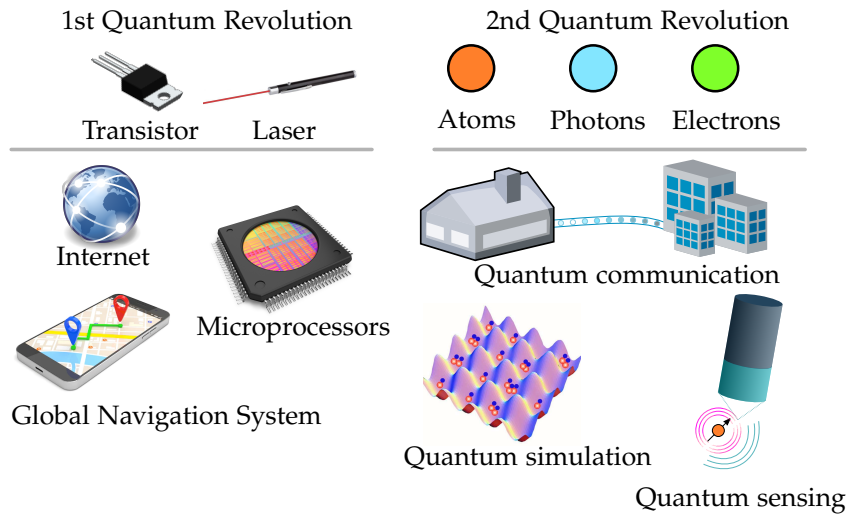 1st Quantum Revolution
Transistor
Laser
Internet
Microprocessors
Global Navigation System
2nd Quantum Revolution
Atoms
Photons
Electrons
Quantum communication
Quantum simulation
Quantum sensing